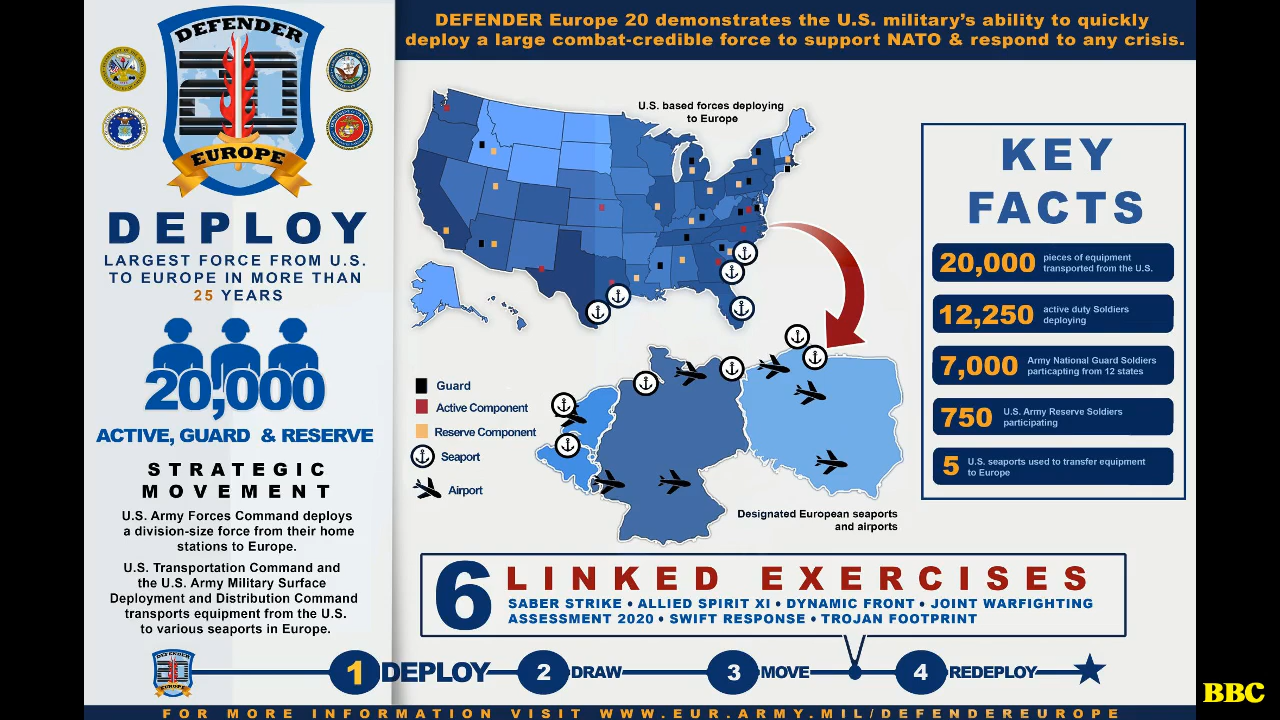 DEFENDER
EUROPE
DEPLOY
LARGEST FORCE FROM U.S.
TO EUROPE IN MORE THAN
25 YEARS
20,000
ACTIVE, GUARD & RESERVE
STRATEGIC
MOVEMENT
U.S. Army Forces Command deploys
a division-size force from their home
stations to Europe.
U.S. Transportation Command and
the U.S. Army Military Surface
Deployment and Distribution Command
transports equipment from the U.S.
to various seaports in Europe.
DEFENDER Europe 20 demonstrates the U.S. military's ability to quickly
deploy a large combat-credible force to support NATO & respond to any crisis.
U.S. based forces deploying
to Europe
Guard
Active Component
Reserve Component
Seaport
Airport
Designated European seaports
and airports
KEY
FACTS
20,000 pieces of equipment
transported from the U.S.
12,250 active duty Soldiers
deploying
7,000 Army National Guard Soldiers
particapting from 12 states
750 U.S. Army Reserve Soldiers
participating
5 U.S. seaports used to transfer equipment
to Europe
6 LINKED EXERCISES
SABER STRIKE • ALLIED SPIRIT XI • DYNAMIC FRONT • JOINT WARFIGHTING
ASSESSMENT 2020 • SWIFT RESPONSE • TROJAN FOOTPRINT
DEFENDER
EUROPE
1 DEPLOY 2 DRAW 3 MOVE 4 REDEPLOY
FOR MORE INFORMATION VISIT WWW.EUR.ARMY.MIL/DEFENDEREUROPE
BBC